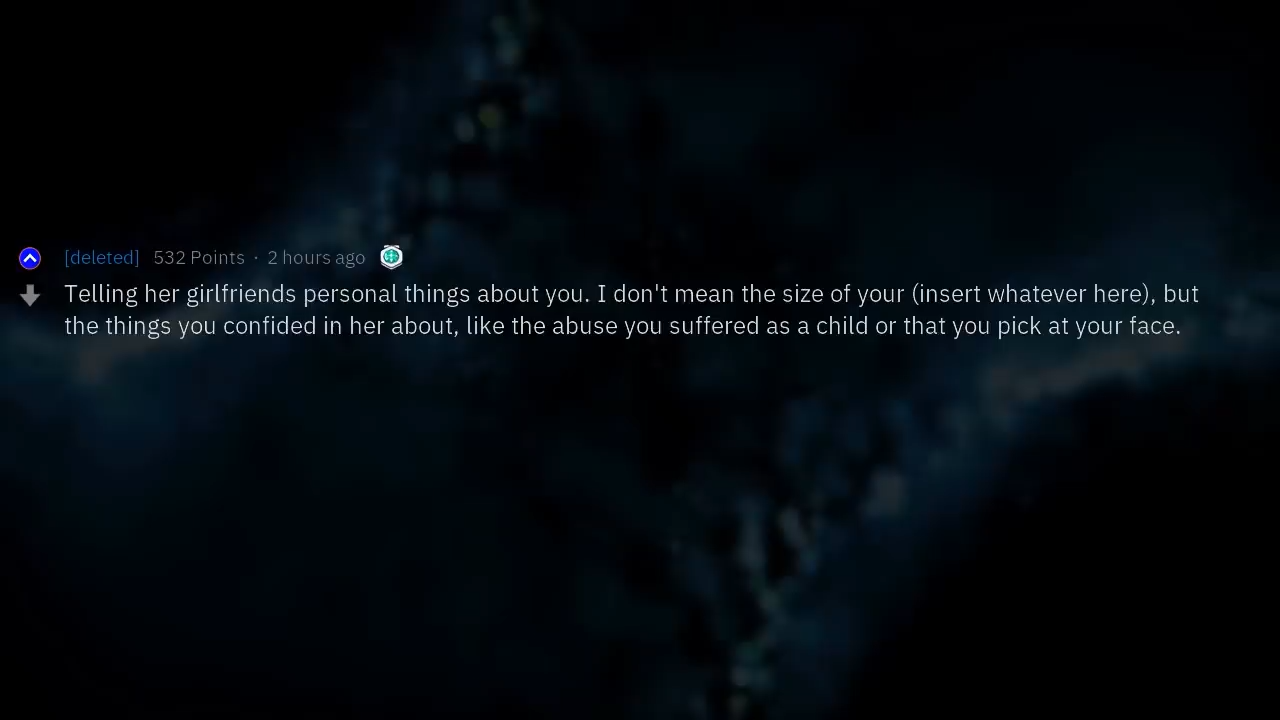 [deleted] 532 Points · 2 hours ago
Telling her girlfriends personal things about you. I don't mean the size of your (insert whatever here), but
the things you confided in her about, like the abuse you suffered as a child or that you pick at your face.